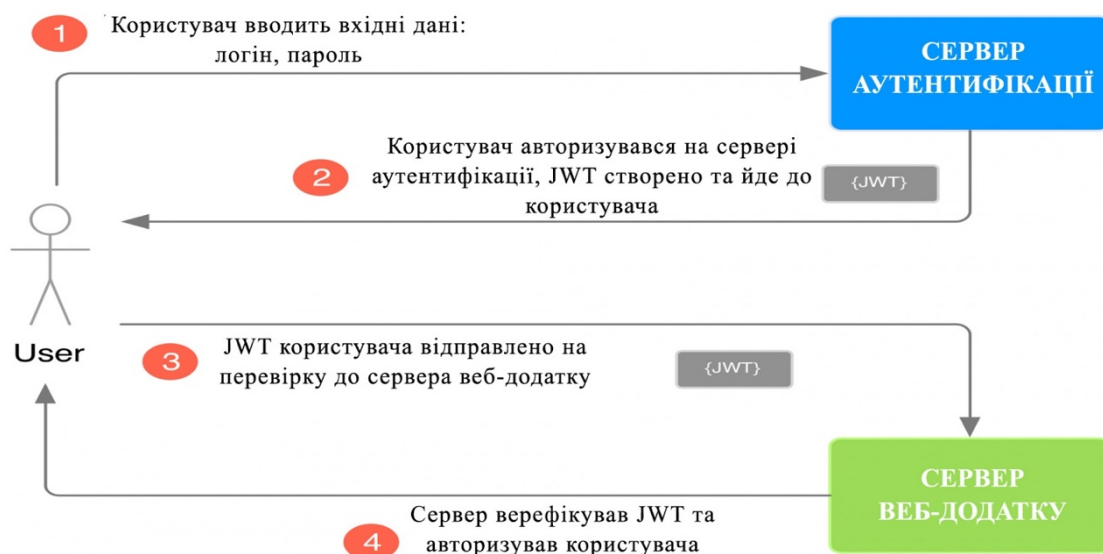 1
Користувач вводить вхідні дані:
логін, пароль
СЕРВЕР
АУТЕНТИФІКАЦІЇ
2
Користувач авторизувався на сервері
аутентифікації, JWT створено та йде до
користувача
{JWT}
User
3
JWT користувача відправлено на
перевірку до сервера веб-додатку
{JWT}
СЕРВЕР
ВЕБ-ДОДАТКУ
4
Сервер верефікував JWT та
авторизував користувача